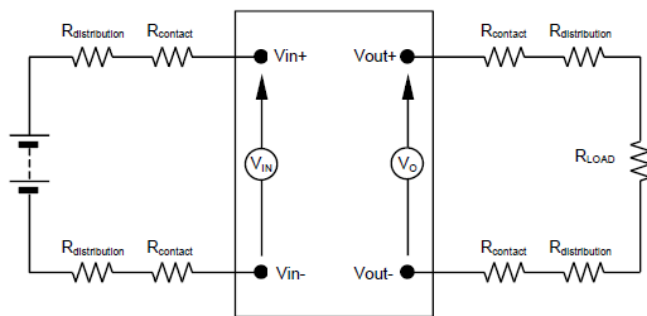 Rdistribution Rcontact Vin+ Vout+ Rcontact Rdistribution
VIN VO RLOAD
Rdistribution Rcontact Vin- Vout- Rcontact Rdistribution